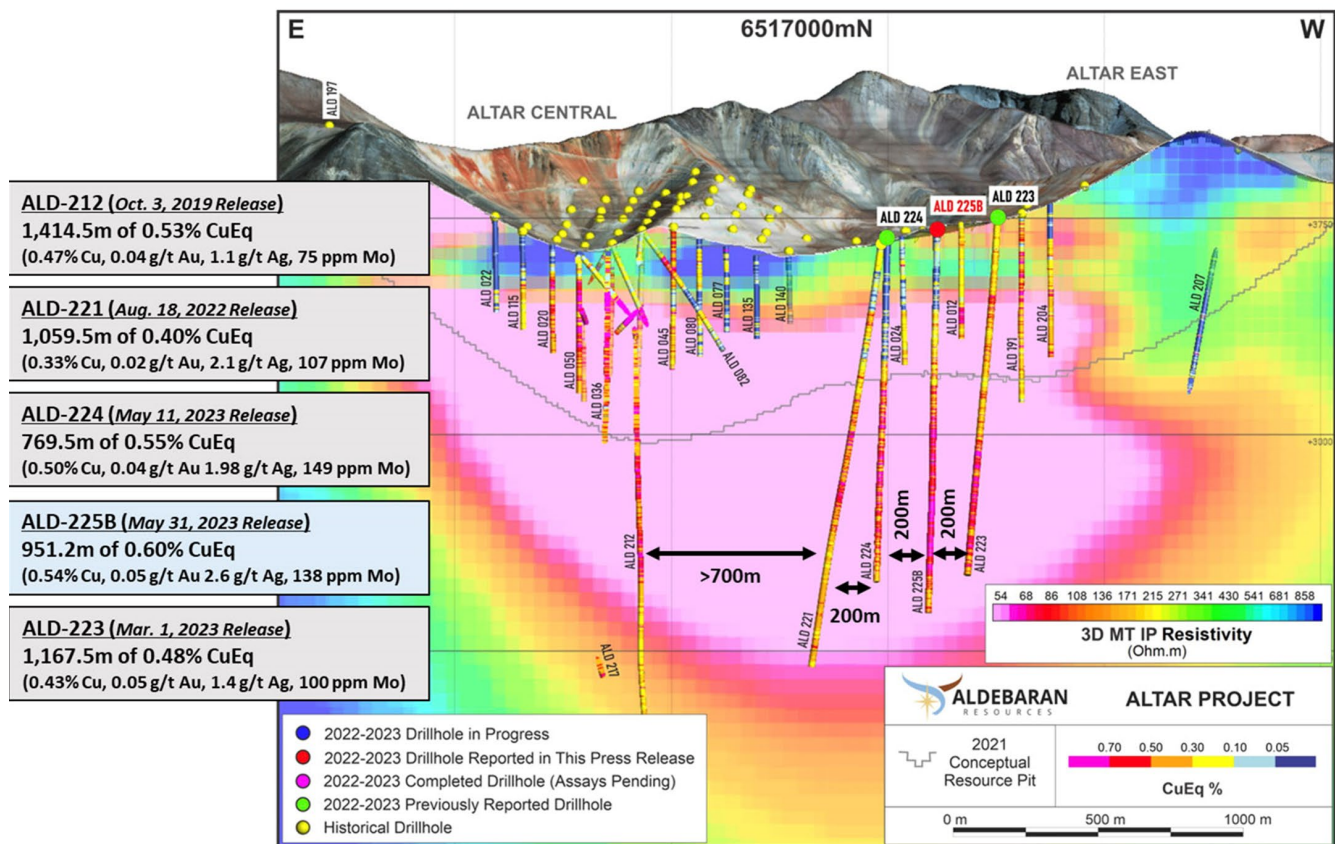 E
6517000mN
W
ALTAR EAST
ALTAR CENTRAL
ALD 197
ALD-212 (Oct. 3, 2019 Release)
1,414.5m of 0.53% CuEq
(0.47% Cu, 0.04 g/t Au, 1.1 g/t Ag, 75 ppm Mo)
ALD-221 (Aug. 18, 2022 Release)
1,059.5m of 0.40% CuEq
(0.33% Cu, 0.02 g/t Au, 2.1 g/t Ag, 107 ppm Mo)
ALD-224 (May 11, 2023 Release)
769.5m of 0.55% CuEq
(0.50% Cu, 0.04 g/t Au 1.98 g/t Ag, 149 ppm Mo)
ALD-225B (May 31, 2023 Release)
951.2m of 0.60% CuEq
(0.54% Cu, 0.05 g/t Au 2.6 g/t Ag, 138 ppm Mo)
ALD-223 (Mar. 1, 2023 Release)
1,167.5m of 0.48% CuEq
(0.43% Cu, 0.05 g/t Au, 1.4 g/t Ag, 100 ppm Mo)
ALD 224
ALD 225B
ALD 223
+3750
ALD 022
ALD 115
ALD 020
ALD 050
ALD 036
ALD 045
ALD 080
ALD 082
ALD 077
ALD 135
ALD 140
ALD 024
ALD 012
ALD 191
ALD 204
ALD 207
+3000
ALD 212
>700m
200m
200m
200m
ALD 221
ALD 224
ALD 225B
ALD 223
ALD 217
54 68 86 108 136 171 215 271 341 430 541 681 858
3D MT IP Resistivity
(Ohm.m)
2022-2023 Drillhole in Progress
2022-2023 Drillhole Reported in This Press Release
2022-2023 Completed Drillhole (Assays Pending)
2022-2023 Previously Reported Drillhole
Historical Drillhole
ALDEBARAN
RESOURCES
ALTAR PROJECT
2021
Conceptual
Resource Pit
0.70 0.50 0.30 0.10 0.05
CuEq %
0 m 500 m 1000 m